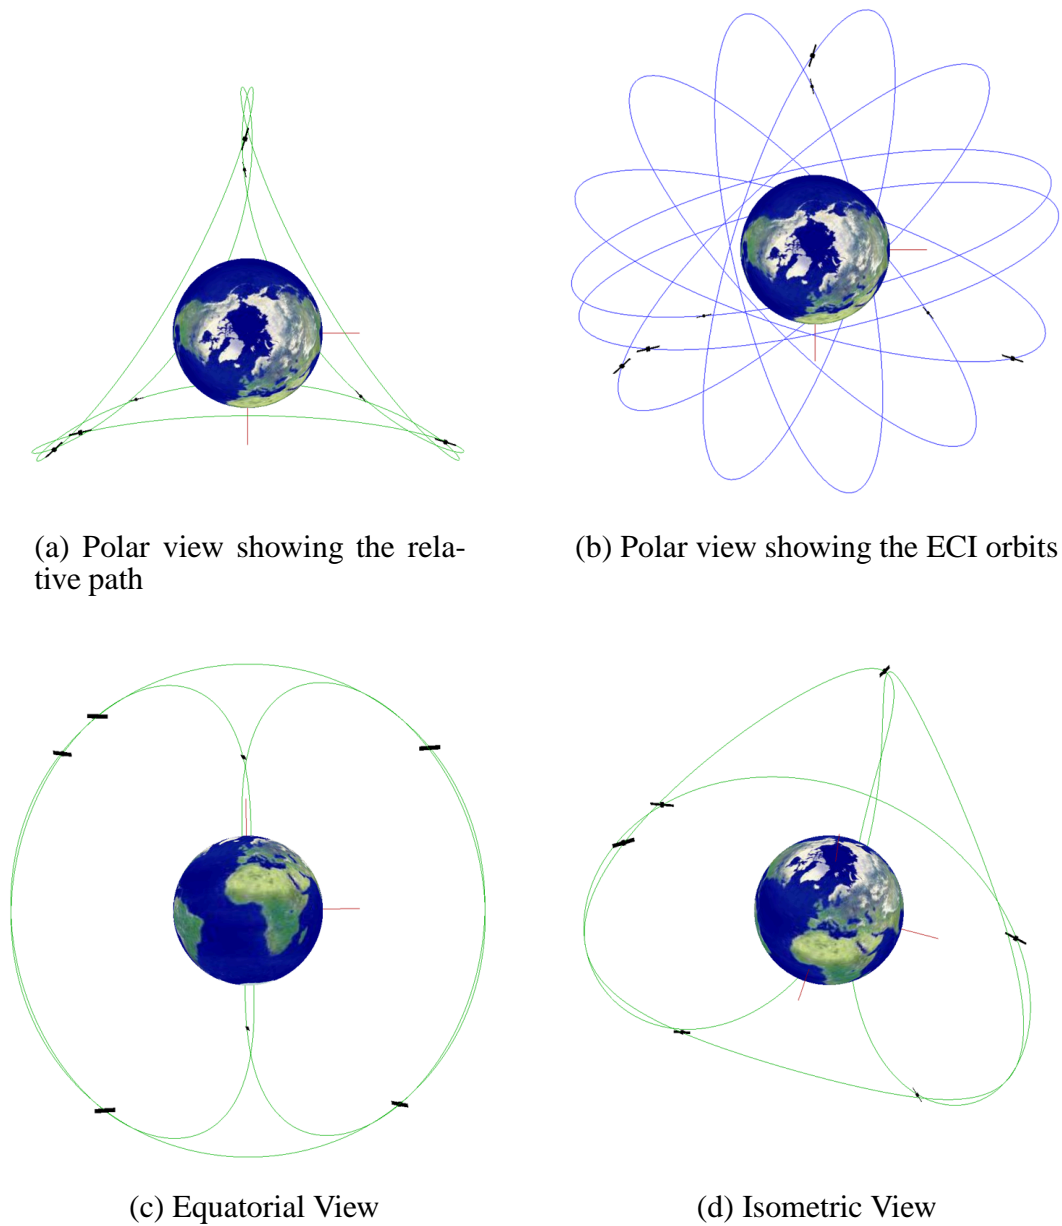 (a) Polar view showing the rela-
tive path
(b) Polar view showing the ECI orbits
(c) Equatorial View
(d) Isometric View